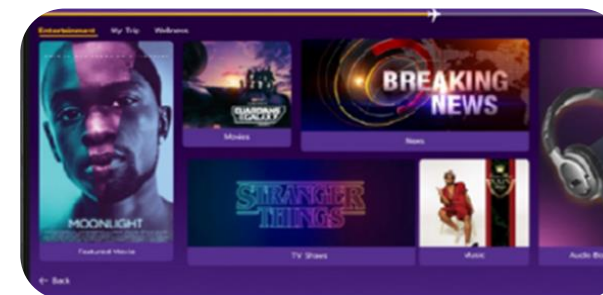 Entertainment My Trip Wellness
GUARDIANS OF THE GALAXY
Movies
BREAKING
NEWS
News
MOONLIGHT
Featured Movie
STRANGER
THINGS
TV Shows
Music
Audio Bo
← Back